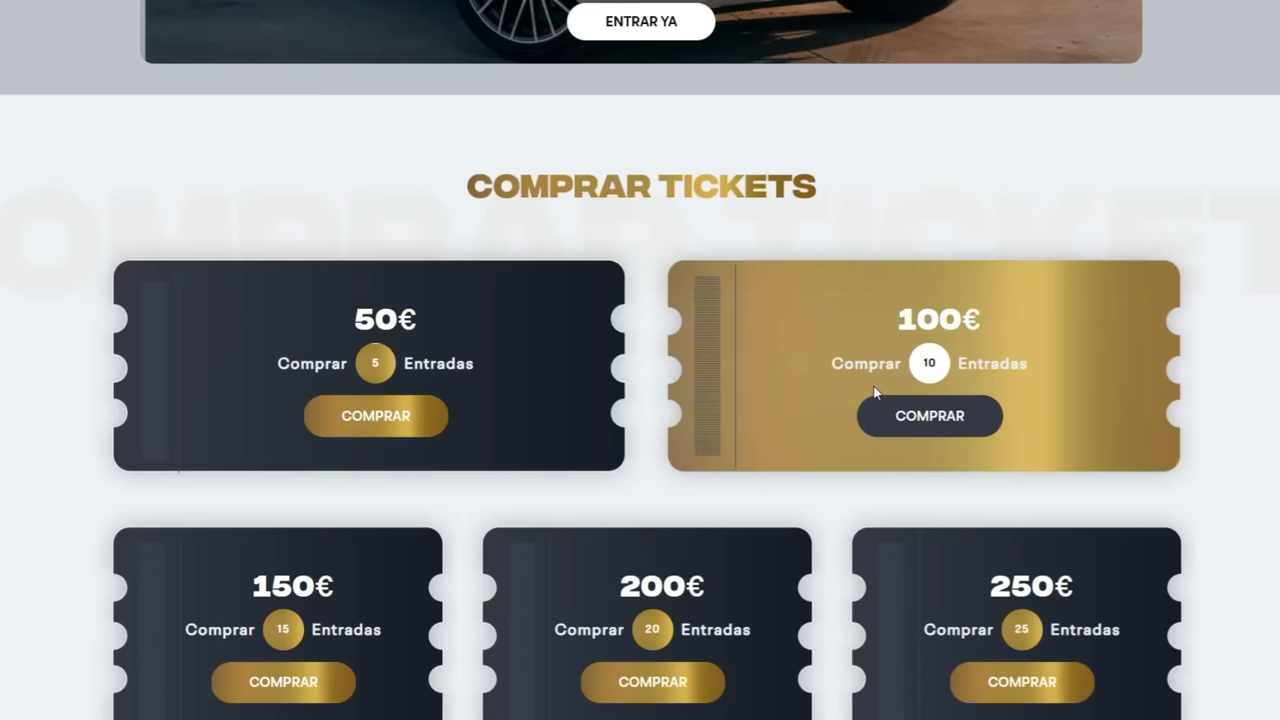 ENTRAR YA
COMPRAR TICKETS
50€
Comprar 5 Entradas
COMPRAR
100€
Comprar 10 Entradas
COMPRAR
150€
Comprar 15 Entradas
COMPRAR
200€
Comprar 20 Entradas
COMPRAR
250€
Comprar 25 Entradas
COMPRAR